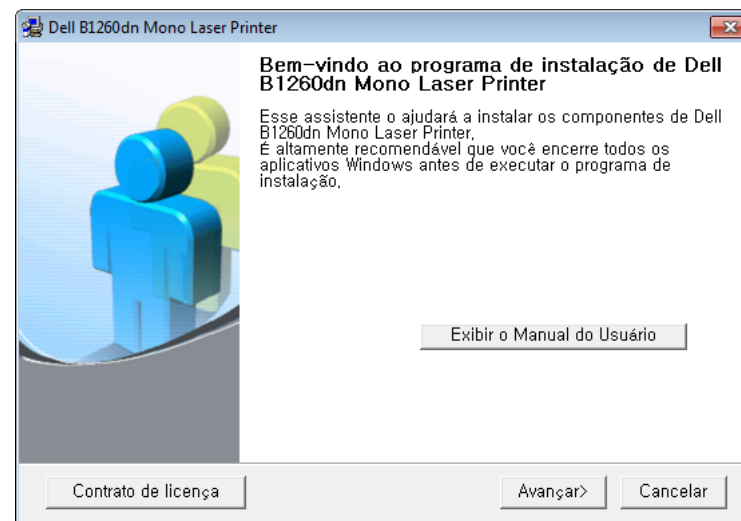 Dell B1260dn Mono Laser Printer
Bem-vindo ao programa de instalação de Dell
B1260dn Mono Laser Printer
Esse assistente o ajudará a instalar os componentes de Dell
B1260dn Mono Laser Printer.
É altamente recomendável que você encerre todos os
aplicativos Windows antes de executar o programa de
instalação.
Exibir o Manual do Usuário
Contrato de licença
Avançar>
Cancelar